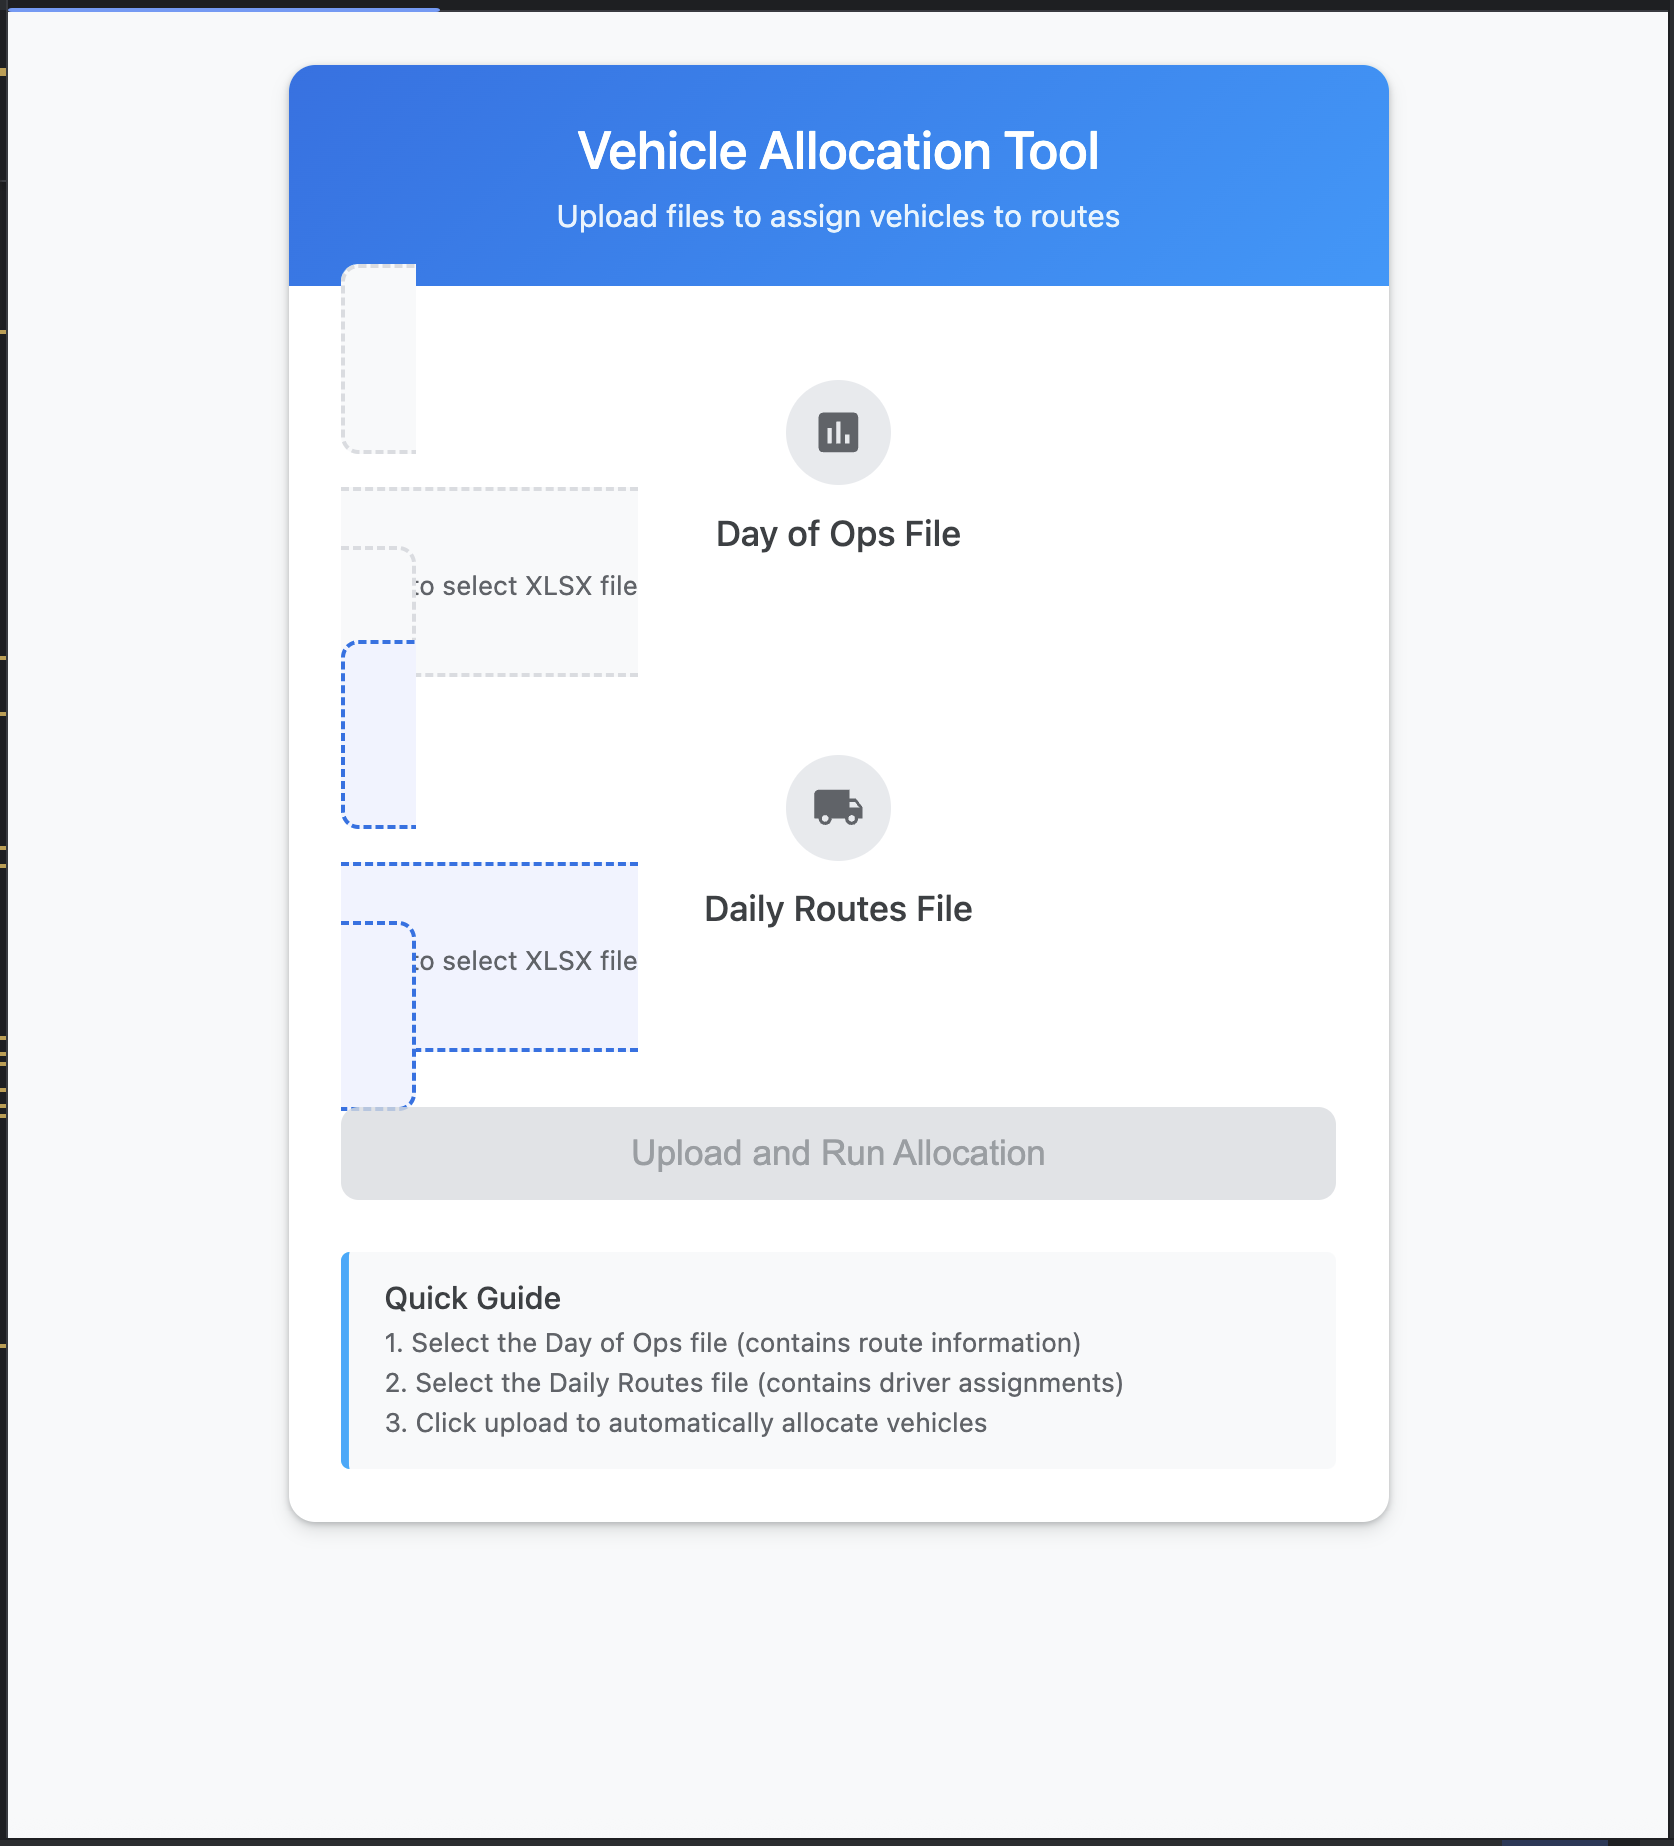 Vehicle Allocation Tool
Upload files to assign vehicles to routes
Day of Ops File
to select XLSX file
Daily Routes File
to select XLSX file
Upload and Run Allocation
Quick Guide
1. Select the Day of Ops file (contains route information)
2. Select the Daily Routes file (contains driver assignments)
3. Click upload to automatically allocate vehicles